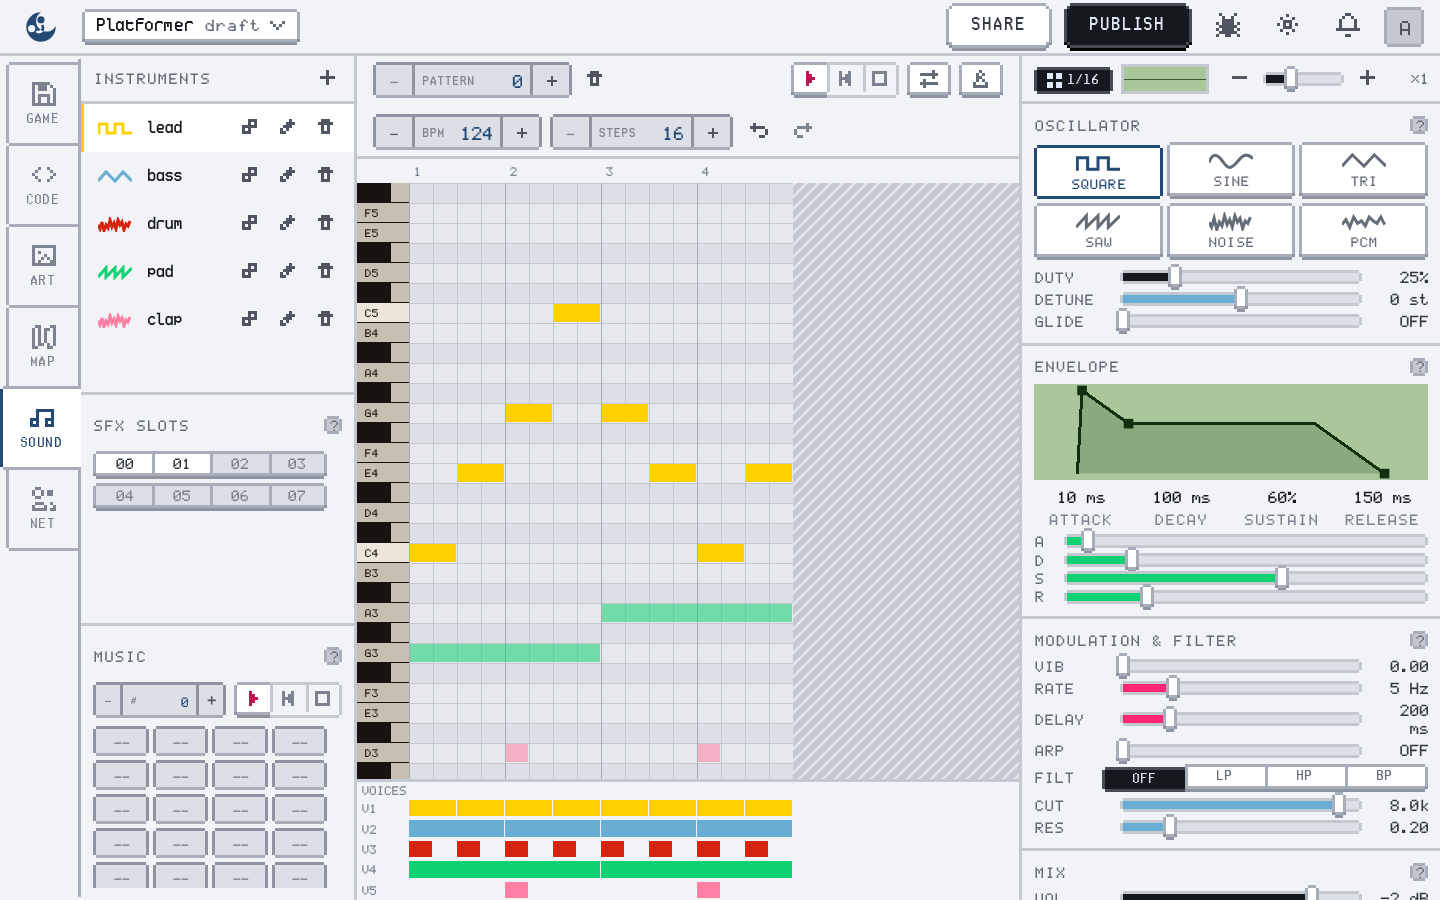 Platformer draft
SHARE
PUBLISH
A
GAME
CODE
ART
MAP
SOUND
NET
INSTRUMENTS +
lead
bass
drum
pad
clap
SFX SLOTS ?
00 01 02 03
04 05 06 07
MUSIC ?
- # 0 +
-- -- -- --
-- -- -- --
-- -- -- --
-- -- -- --
-- -- -- --
- PATTERN 0 +
- BPM 124 +
- STEPS 16 +
1 2 3 4
F5
E5
D5
C5
B4
A4
G4
F4
E4
D4
C4
B3
A3
G3
F3
E3
D3
VOICES
V1
V2
V3
V4
V5
1/16
- + ×1
OSCILLATOR ?
SQUARE SINE TRI
SAW NOISE PCM
DUTY 25%
DETUNE 0 st
GLIDE OFF
ENVELOPE ?
10 ms 100 ms 60% 150 ms
ATTACK DECAY SUSTAIN RELEASE
A
D
S
R
MODULATION & FILTER ?
VIB 0.00
RATE 5 Hz
DELAY 200 ms
ARP OFF
FILT OFF LP HP BP
CUT 8.0k
RES 0.20
MIX ?
VOL -2 dB